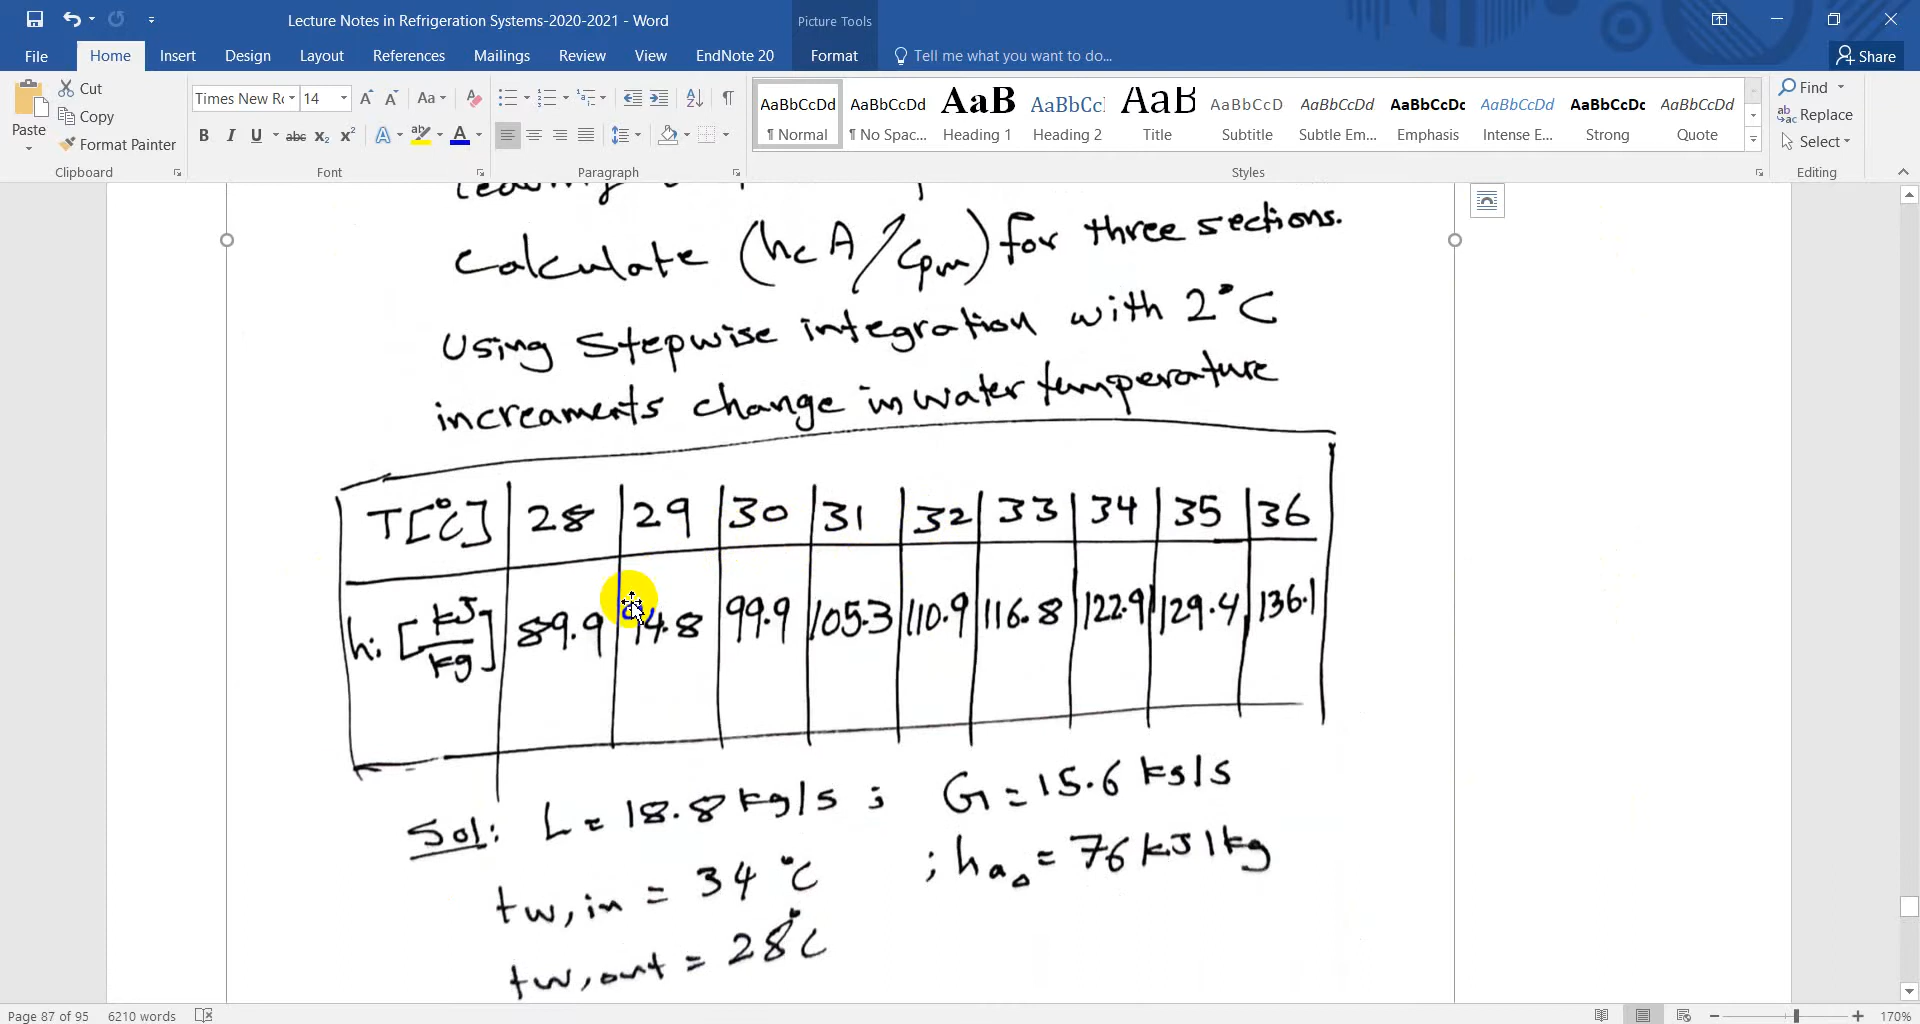 Lecture Notes in Refrigeration Systems-2020-2021 - Word
Picture Tools
File Home Insert Design Layout References Mailings Review View EndNote 20 Format Tell me what you want to do... Share
Paste
Cut
Copy
Format Painter
Clipboard
Times New Ro 14
Font
Paragraph
AaBbCcDd AaBbCcDd AaB AaBbCc AaB AaBbCcD AaBbCcDd AaBbCcDc AaBbCcDd AaBbCcDc AaBbCcDd
¶ Normal ¶ No Spac... Heading 1 Heading 2 Title Subtitle Subtle Em... Emphasis Intense E... Strong Quote
Styles
Find
Replace
Select
Editing
Calculate (hcA/Cpm) for three sections.
Using Stepwise integration with 2°C
increaments change in water temperature
T[°C] 28 29 30 31 32 33 34 35 36
hi [kJ/kg] 89.9 94.8 99.9 105.3 110.9 116.8 122.9 129.4 136.1
Sol: L = 18.8 kg/s ; G = 15.6 kg/s
tw,in = 34 °C ; ha = 76 kJ/kg
tw,out = 28°C
Page 87 of 95 6210 words 170%